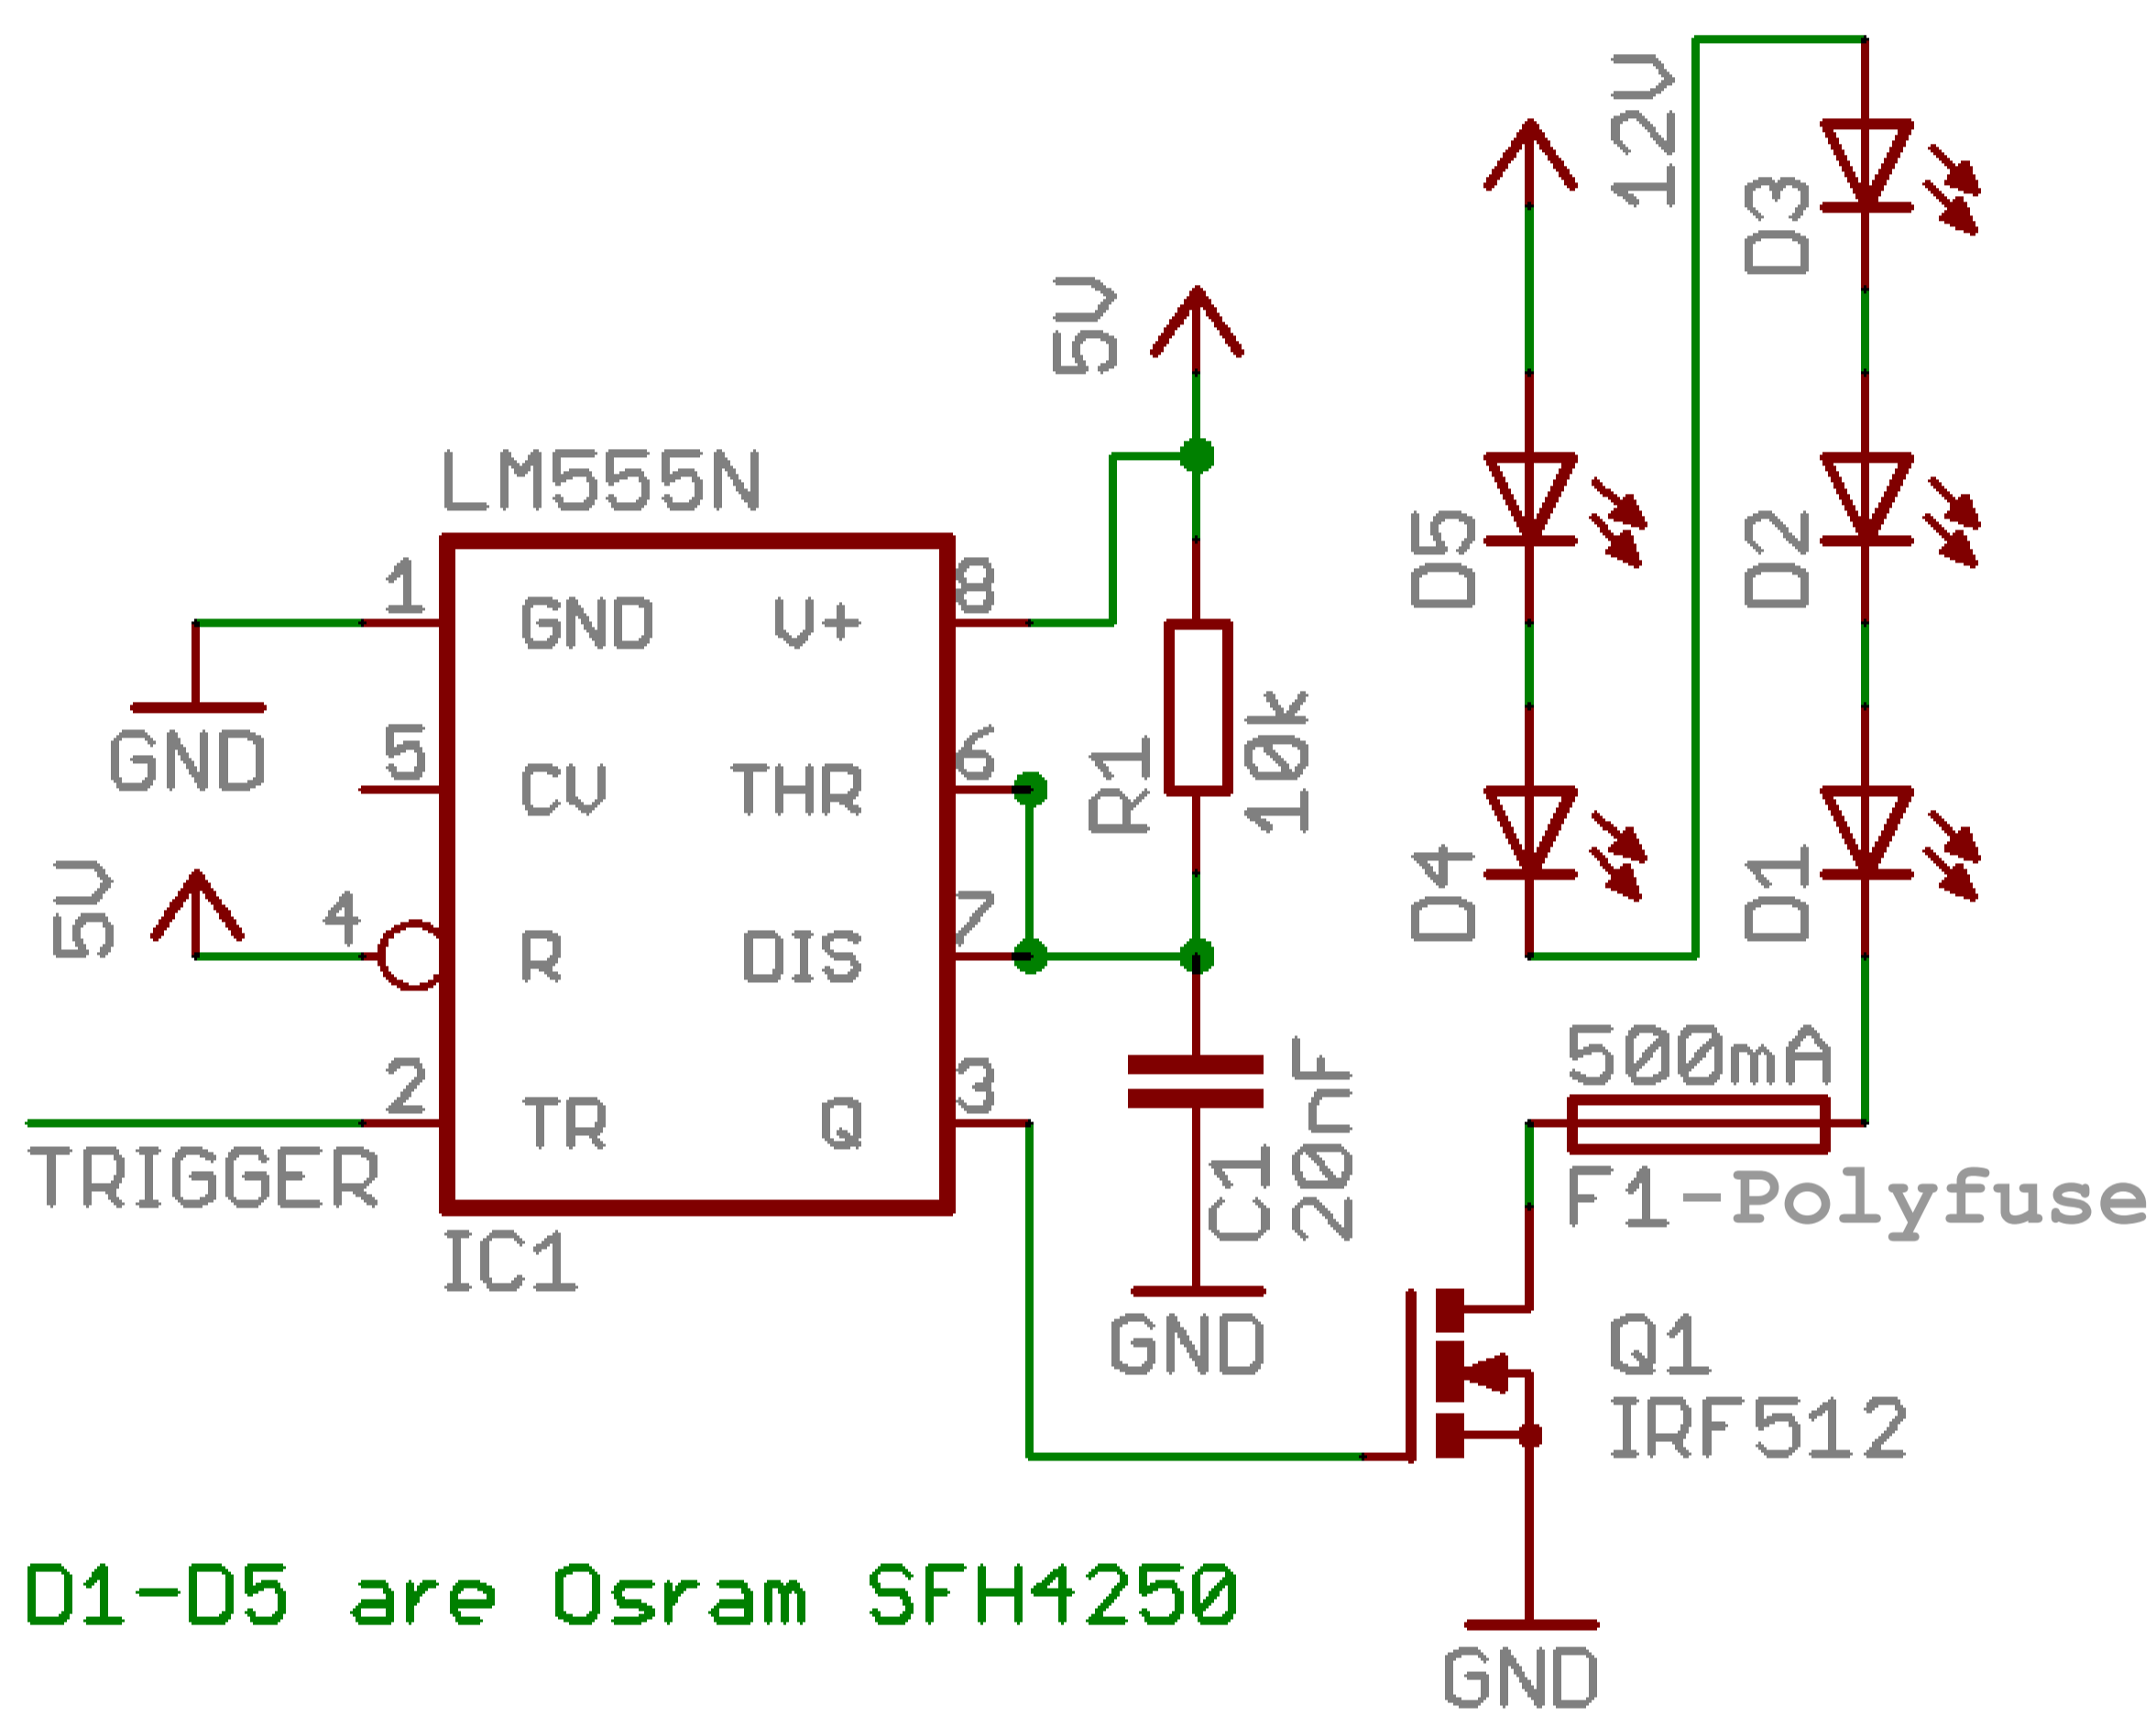 12V
D3
5V
LM555N
D5
D2
1
GND
V+
8
GND
5
CV
THR
6
R1
10k
5V
4
R
DIS
7
D4
D1
2
TR
Q
3
TRIGGER
IC1
C1
200nF
GND
500mA
F1-Polyfuse
Q1
IRF512
D1-D5 are Osram SFH4250
GND